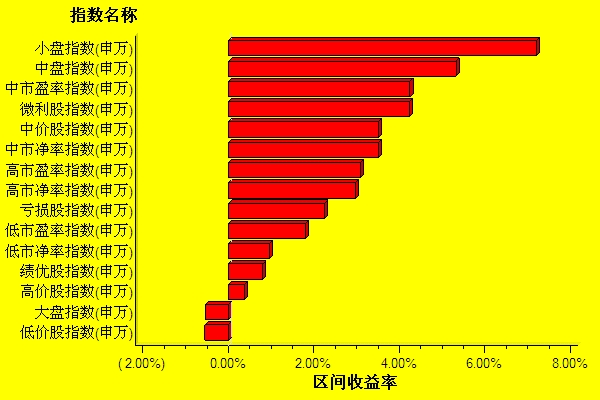 指数名称
小盘指数(申万)
中盘指数(申万)
中市盈率指数(申万)
微利股指数(申万)
中价股指数(申万)
中市净率指数(申万)
高市盈率指数(申万)
高市净率指数(申万)
亏损股指数(申万)
低市盈率指数(申万)
低市净率指数(申万)
绩优股指数(申万)
高价股指数(申万)
大盘指数(申万)
低价股指数(申万)
(2.00%) 0.00% 2.00% 4.00% 6.00% 8.00%
区间收益率